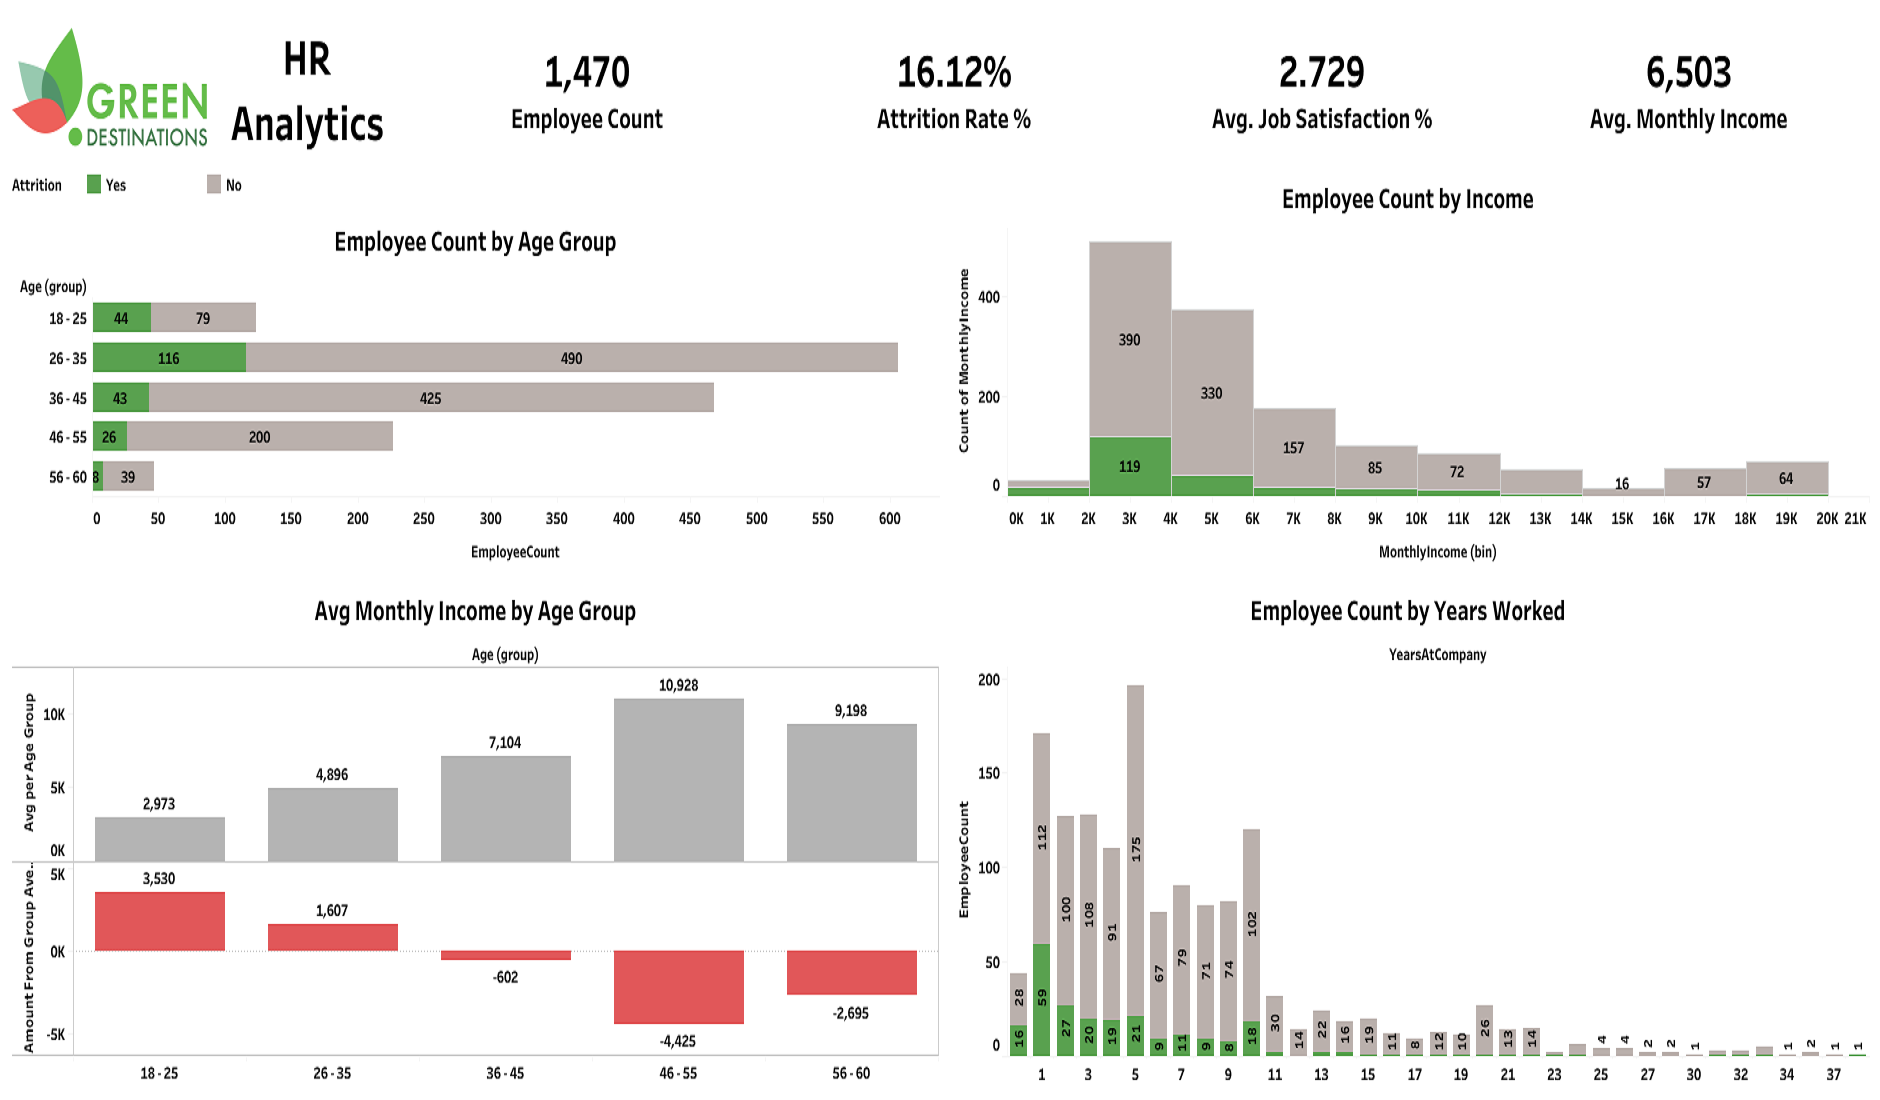 GREEN
DESTINATIONS
HR
Analytics
1,470
Employee Count
16.12%
Attrition Rate %
2.729
Avg. Job Satisfaction %
6,503
Avg. Monthly Income
Attrition Yes No
Employee Count by Age Group
Age (group)
18 - 25 44 79
26 - 35 116 490
36 - 45 43 425
46 - 55 26 200
56 - 60 8 39
0 50 100 150 200 250 300 350 400 450 500 550 600
EmployeeCount
Employee Count by Income
Count of MonthlyIncome
400
200
0
390
119
330
157
85
72
16
57
64
0K 1K 2K 3K 4K 5K 6K 7K 8K 9K 10K 11K 12K 13K 14K 15K 16K 17K 18K 19K 20K 21K
MonthlyIncome (bin)
Avg Monthly Income by Age Group
Age (group)
Avg per Age Group
10K
5K
0K
2,973
4,896
7,104
10,928
9,198
Amount From Group Ave..
5K
0K
-5K
3,530
1,607
-602
-4,425
-2,695
18 - 25 26 - 35 36 - 45 46 - 55 56 - 60
Employee Count by Years Worked
YearsAtCompany
EmployeeCount
200
150
100
50
0
28 112 100 108 91 175 67 79 71 74 102 30 14 22 16 19 11 8 12 10 26 13 14 4 4 2 2 1 1 2 1 1
16 59 27 20 19 21 9 11 9 8 18
1 3 5 7 9 11 13 15 17 19 21 23 25 27 30 32 34 37